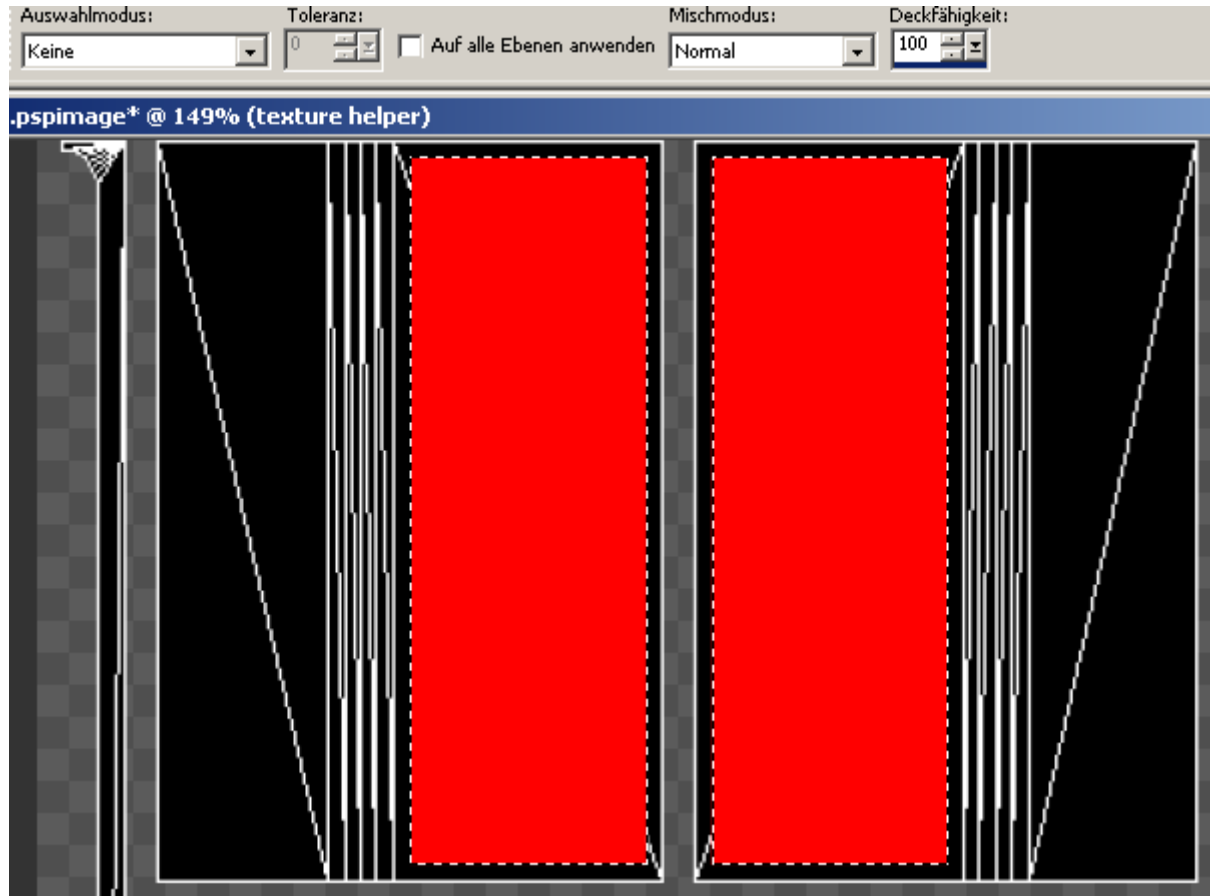 Auswahlmodus: Toleranz: Mischmodus: Deckfähigkeit:
Keine 0 Auf alle Ebenen anwenden Normal 100
.pspimage* @ 149% (texture helper)